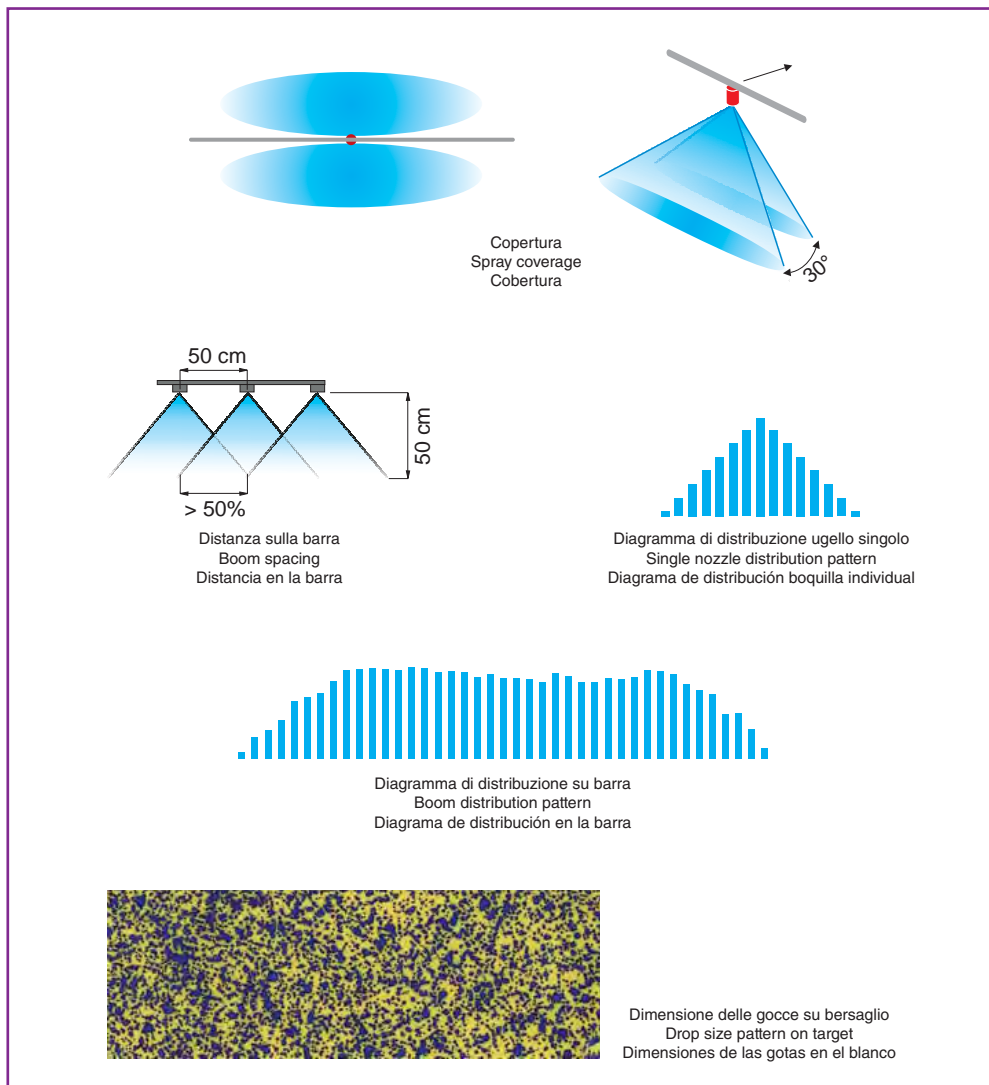 Copertura
Spray coverage
Cobertura
30°
50 cm
50 cm
> 50%
Distanza sulla barra
Boom spacing
Distancia en la barra
Diagramma di distribuzione ugello singolo
Single nozzle distribution pattern
Diagrama de distribución boquilla individual
Diagramma di distribuzione su barra
Boom distribution pattern
Diagrama de distribución en la barra
Dimensione delle gocce su bersaglio
Drop size pattern on target
Dimensiones de las gotas en el blanco